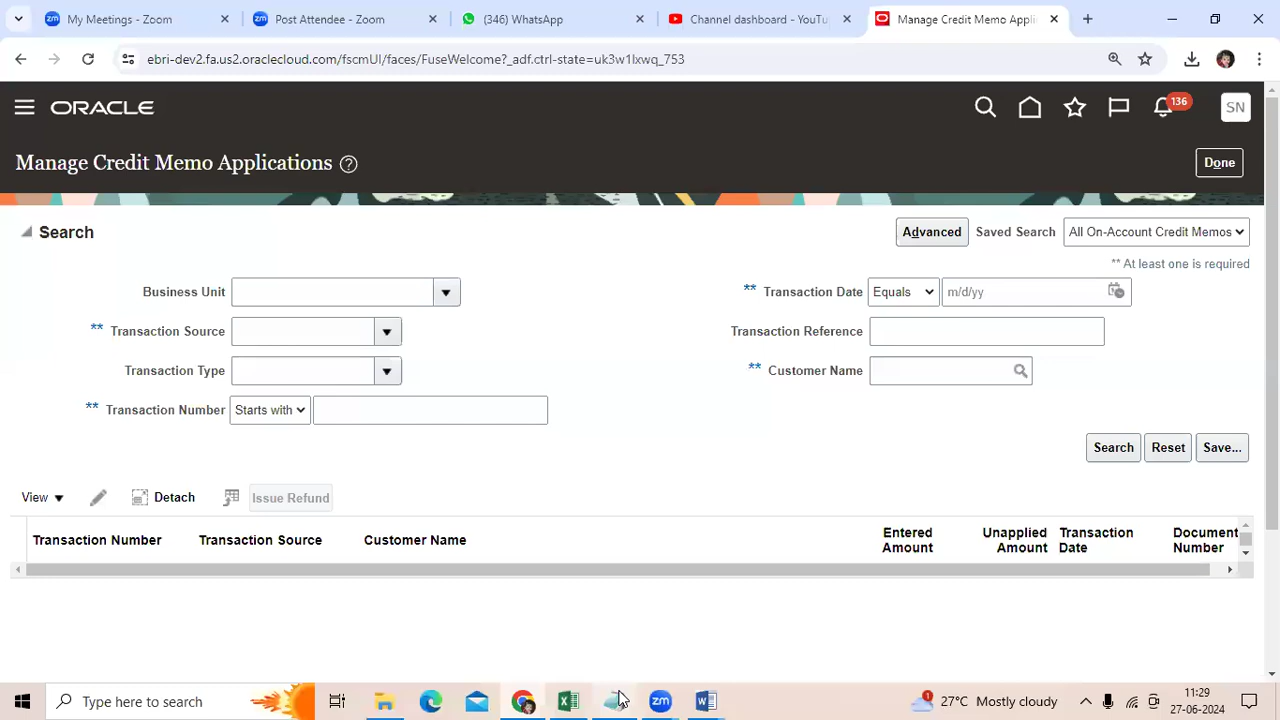 My Meetings - Zoom
Post Attendee - Zoom
(346) WhatsApp
Channel dashboard - YouTu
Manage Credit Memo Appli
ebri-dev2.fa.us2.oraclecloud.com/fscmUI/faces/FuseWelcome?_adf.ctrl-state=uk3w1lxwq_753
ORACLE
136
SN
Manage Credit Memo Applications
Done
Search
Advanced
Saved Search
All On-Account Credit Memos
** At least one is required
Business Unit
** Transaction Date
Equals
m/d/yy
** Transaction Source
Transaction Reference
Transaction Type
** Customer Name
** Transaction Number
Starts with
Search
Reset
Save...
View
Detach
Issue Refund
Transaction Number
Transaction Source
Customer Name
Entered Amount
Unapplied Amount
Transaction Date
Document Number
Type here to search
27°C Mostly cloudy
11:29
27-06-2024